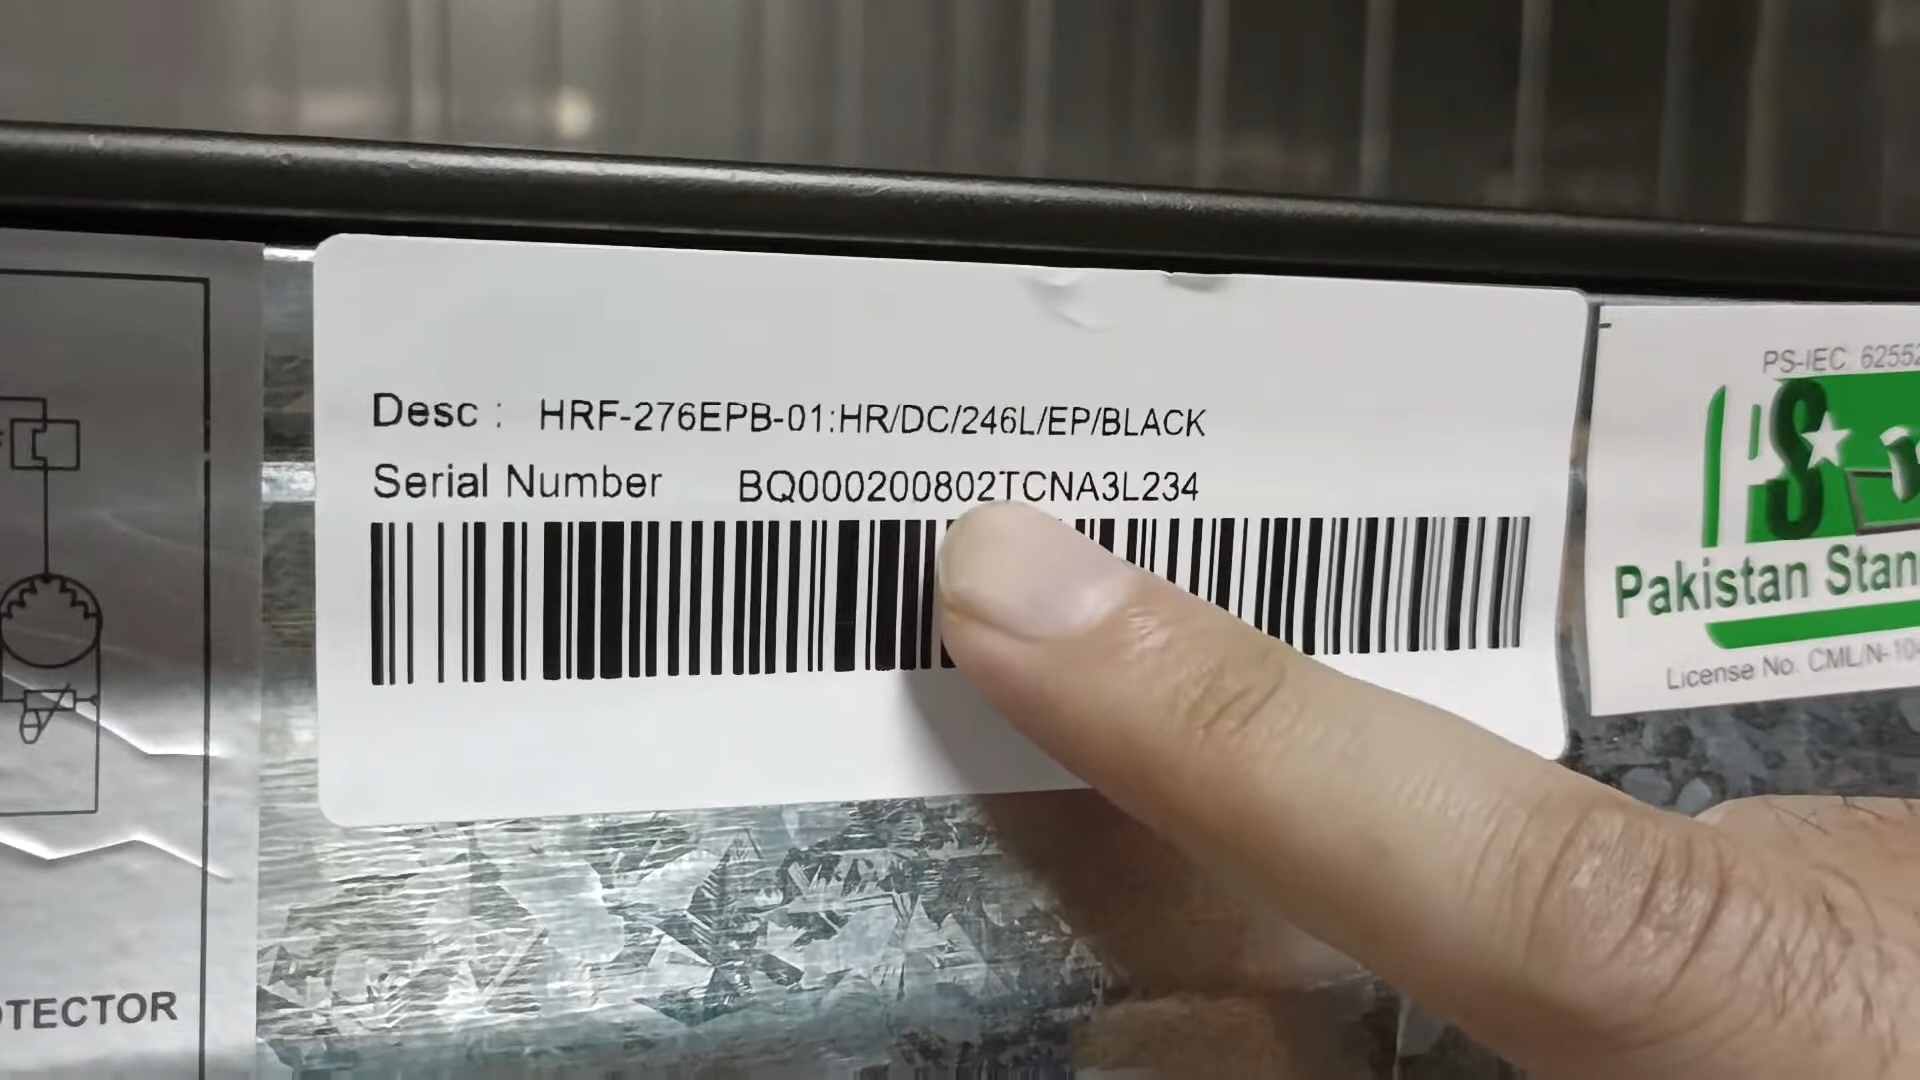 Desc : HRF-276EPB-01:HR/DC/246L/EP/BLACK
Serial Number BQ000200802TCNA3L234
PS-IEC 62552
Pakistan Stan
License No. CML/N-10
OTECTOR